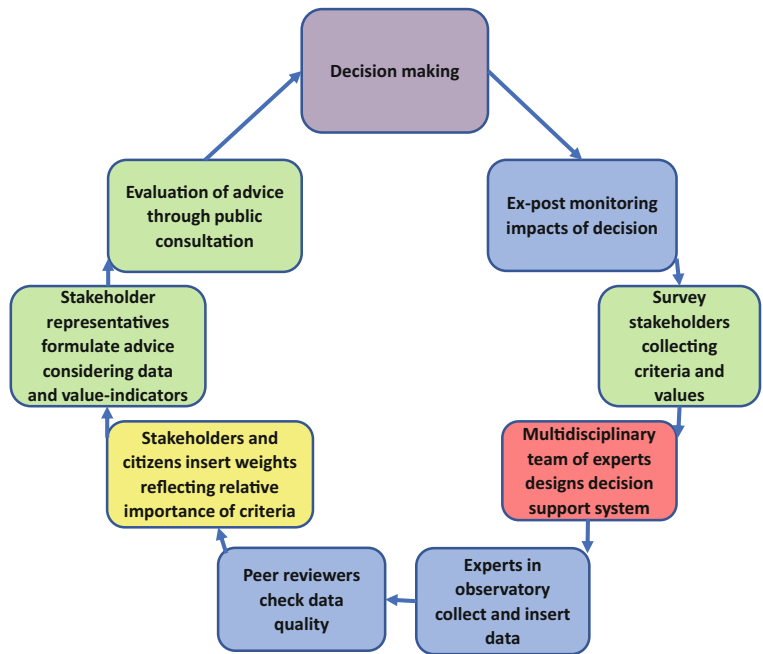 Decision making
Ex-post monitoring
impacts of decision
Survey
stakeholders
collecting
criteria and
values
Multidisciplinary
team of experts
designs decision
support system
Experts in
observatory
collect and insert
data
Peer reviewers
check data
quality
Stakeholders and
citizens insert weights
reflecting relative
importance of criteria
Stakeholder
representatives
formulate advice
considering data
and value-indicators
Evaluation of advice
through public
consultation